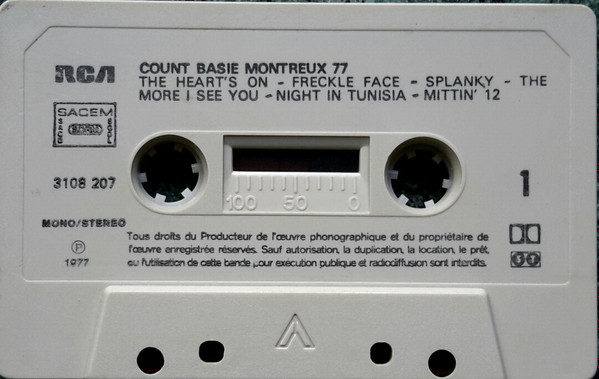 RCA
COUNT BASIE MONTREUX 77
THE HEART'S ON - FRECKLE FACE - SPLANKY - THE
MORE I SEE YOU - NIGHT IN TUNISIA - MITTIN' 12
SACEM
3108 207
100 50 0
1
MONO/STEREO
Ⓟ
1977
Tous droits du Producteur de l'œuvre phonographique et du propriétaire de
l'œuvre enregistrée réservés. Sauf autorisation, la duplication, la location, le prêt,
ou l'utilisation de cette bande pour exécution publique et radiodiffusion sont interdits.